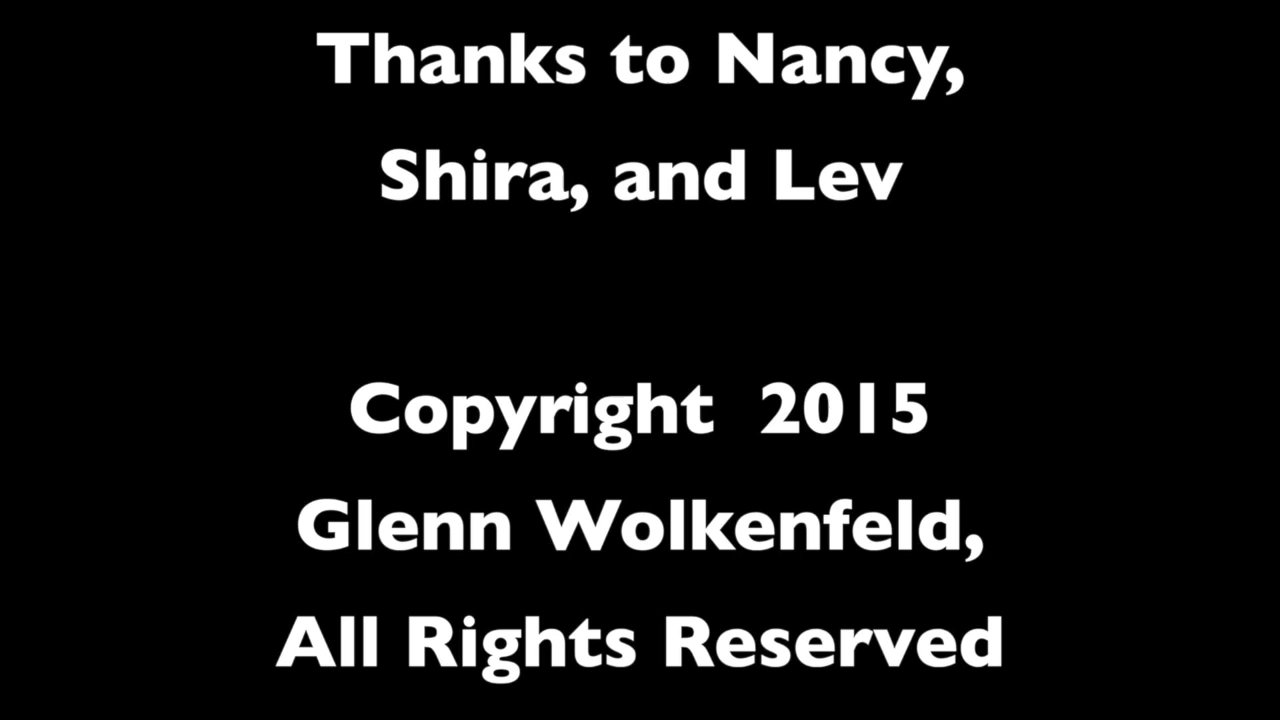 Thanks to Nancy,
Shira, and Lev
Copyright  2015
Glenn Wolkenfeld,
All Rights Reserved